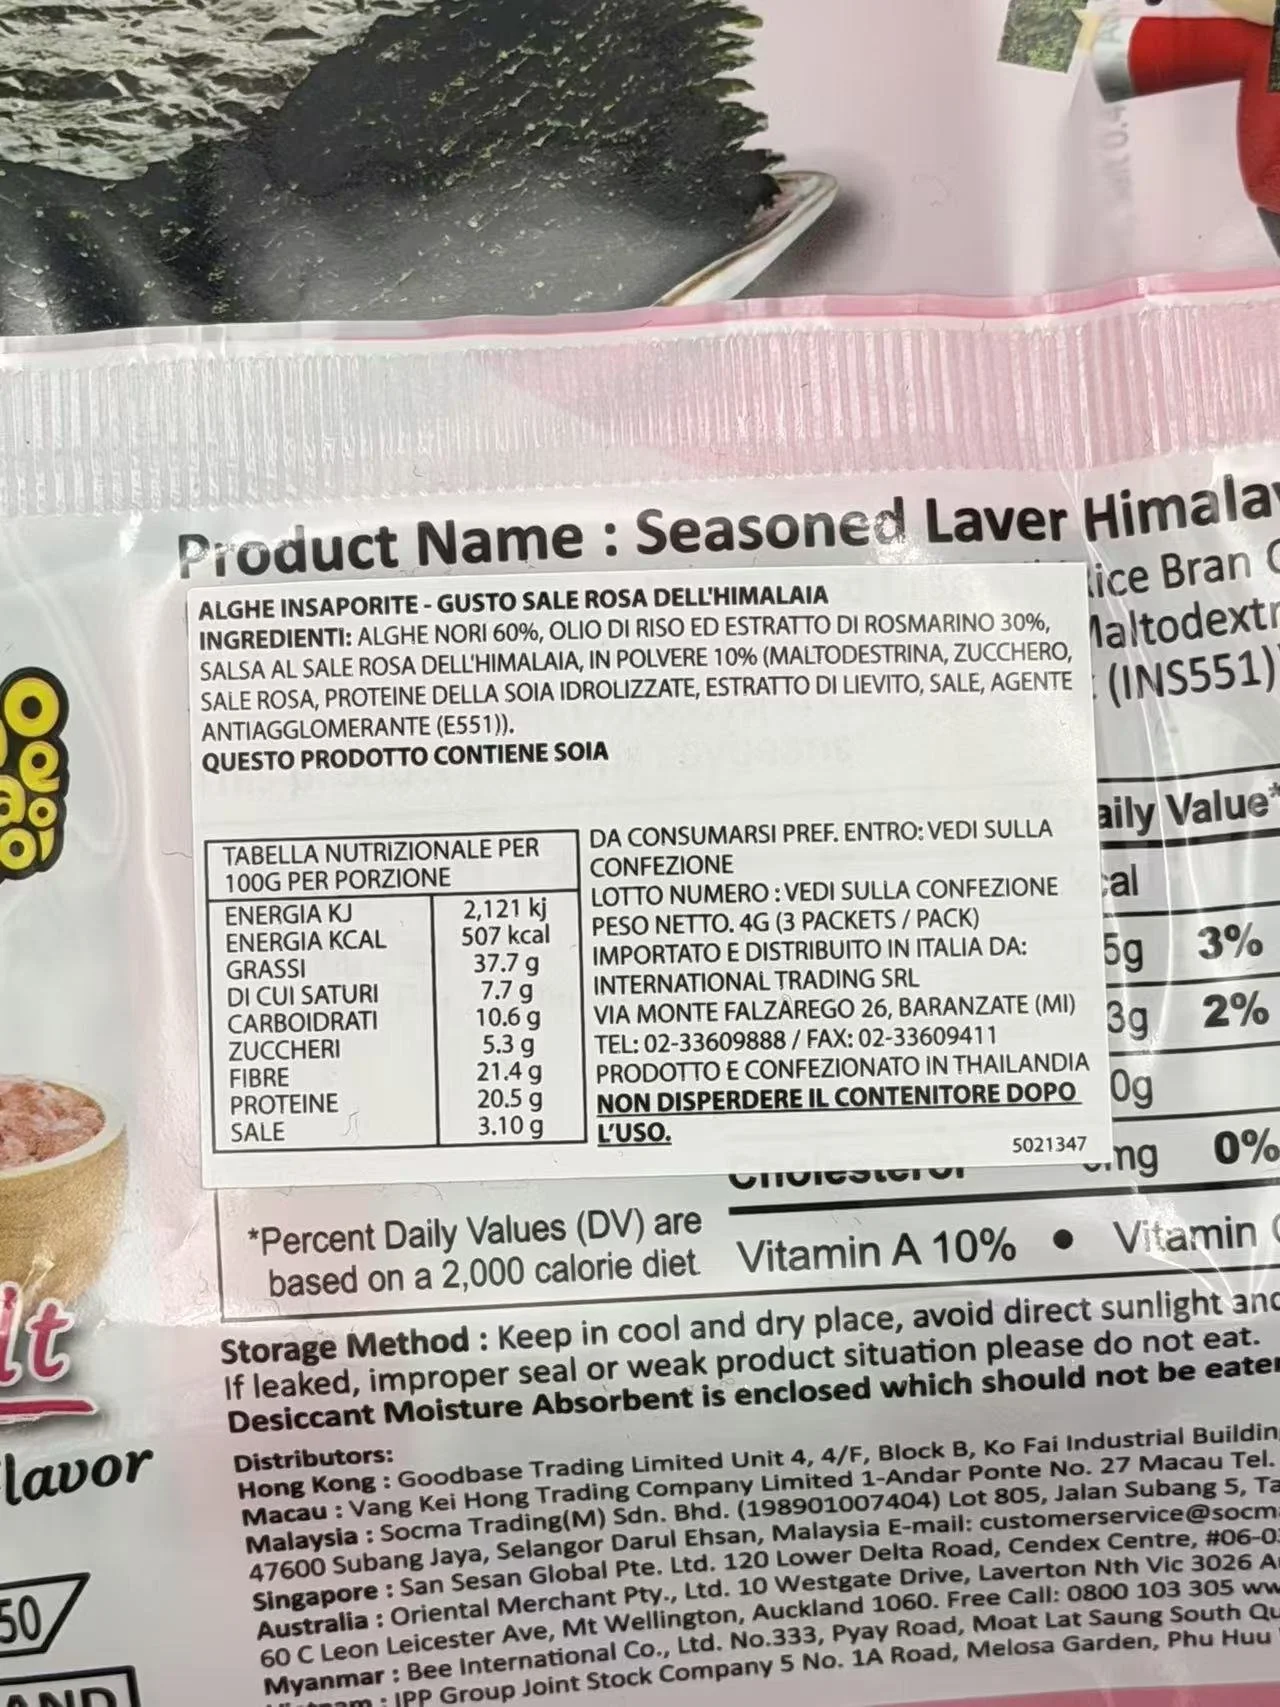 Product Name : Seasoned Laver
Rice Bran
(INS551)
ALGHE INSAPORITE - GUSTO SALE ROSA DELL'HIMALAIA
INGREDIENTI: ALGHE NORI 60%, OLIO DI RISO ED ESTRATTO DI ROSMARINO 30%,
SALSA AL SALE ROSA DELL'HIMALAIA, IN POLVERE 10% (MALTODESTRINA, ZUCCHERO,
SALE ROSA, PROTEINE DELLA SOIA IDROLIZZATE, ESTRATTO DI LIEVITO, SALE, AGENTE
ANTIAGGLOMERANTE (E551)).
QUESTO PRODOTTO CONTIENE SOIA
TABELLA NUTRIZIONALE PER
100G PER PORZIONE
ENERGIA KJ 2,121 kj
ENERGIA KCAL 507 kcal
GRASSI 37.7 g
DI CUI SATURI 7.7 g
CARBOIDRATI 10.6 g
ZUCCHERI 5.3 g
FIBRE 21.4 g
PROTEINE 20.5 g
SALE 3.10 g
DA CONSUMARSI PREF. ENTRO: VEDI SULLA
CONFEZIONE
LOTTO NUMERO : VEDI SULLA CONFEZIONE
PESO NETTO. 4G (3 PACKETS / PACK)
IMPORTATO E DISTRIBUITO IN ITALIA DA:
INTERNATIONAL TRADING SRL
VIA MONTE FALZAREGO 26, BARANZATE (MI)
TEL: 02-33609888 / FAX: 02-33609411
PRODOTTO E CONFEZIONATO IN THAILANDIA
NON DISPERDERE IL CONTENITORE DOPO
L'USO.
5021347
Value*
3%
2%
0g
mg 0%
Cholesterol
*Percent Daily Values (DV) are
based on a 2,000 calorie diet
Vitamin A 10% • Vitamin
Storage Method : Keep in cool and dry place, avoid direct sunlight and
If leaked, improper seal or weak product situation please do not eat.
Desiccant Moisture Absorbent is enclosed which should not be eaten
Distributors:
Hong Kong : Goodbase Trading Limited Unit 4, 4/F, Block B, Ko Fai Industrial Building
Macau : Vang Kei Hong Trading Company Limited 1-Andar Ponte No. 27 Macau Tel.
Malaysia : Socma Trading(M) Sdn. Bhd. (198901007404) Lot 805, Jalan Subang 5,
47600 Subang Jaya, Selangor Darul Ehsan, Malaysia E-mail: customerservice@socm
Singapore : San Sesan Global Pte. Ltd. 120 Lower Delta Road, Cendex Centre,
Australia : Oriental Merchant Pty., Ltd. 10 Westgate Drive, Laverton Nth Vic 3026
60 C Leon Leicester Ave, Mt Wellington, Auckland 1060. Free Call: 0800 103 305
Myanmar : Bee International Co., Ltd. No.333, Pyay Road, Moat Lat Saung South
: IPP Group Joint Stock Company 5 No. 1A Road, Melosa Garden, Phu Huu